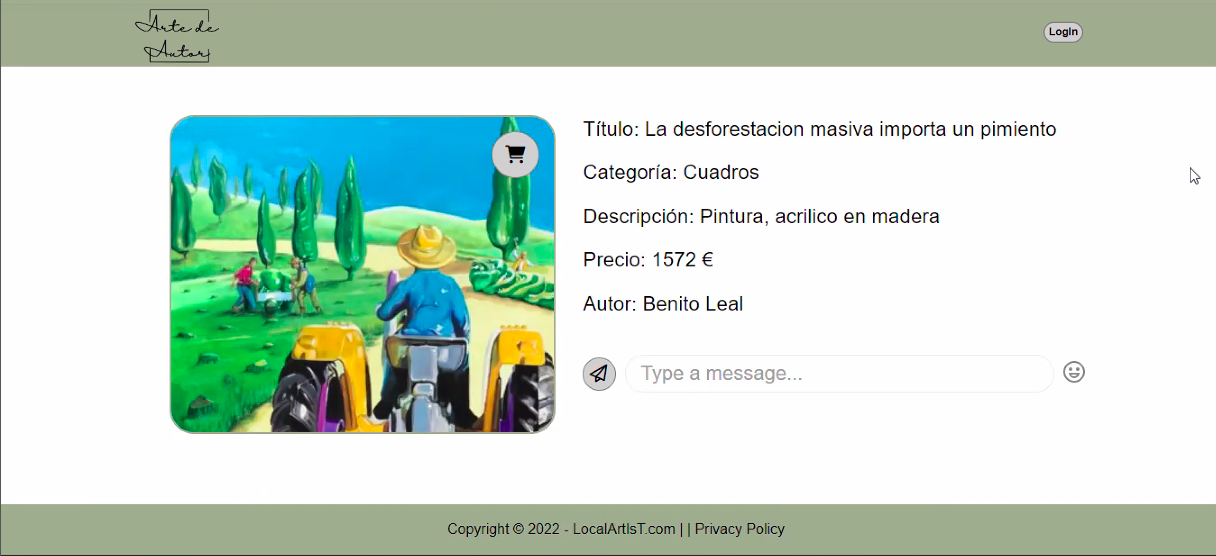 Arte de
Autor
LogIn
Título: La desforestacion masiva importa un pimiento
Categoría: Cuadros
Descripción: Pintura, acrilico en madera
Precio: 1572 €
Autor: Benito Leal
Type a message...
Copyright © 2022 - LocalArtIsT.com | | Privacy Policy